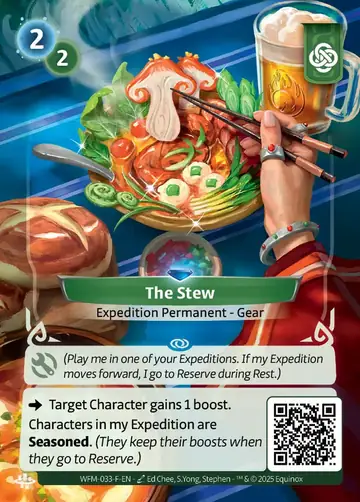 2
2
The Stew
Expedition Permanent - Gear
(Play me in one of your Expeditions. If my Expedition
moves forward, I go to Reserve during Rest.)
➔ Target Character gains 1 boost.
Characters in my Expedition are
Seasoned. (They keep their boosts when
they go to Reserve.)
WFM-033-F-EN - Ed Chee, S.Yong, Stephen - ™ & © 2025 Equinox